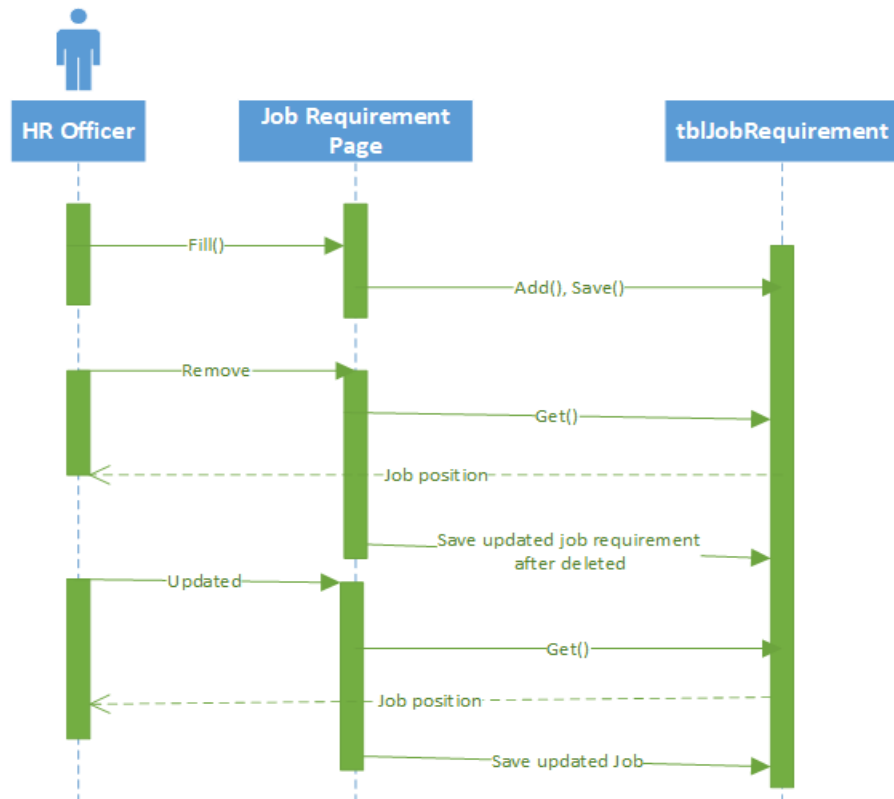 HR Officer
Job Requirement
Page
tblJobRequirement
Fill()
Add(), Save()
Remove
Get()
Job position
Save updated job requirement
after deleted
Updated
Get()
Job position
Save updated Job